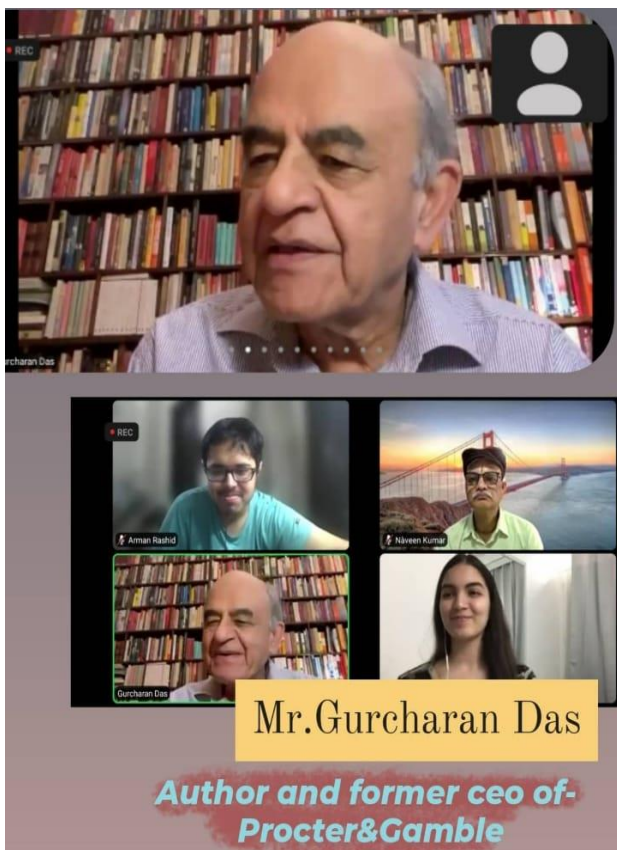 REC
rcharan Das
REC
Arman Rashid
Naveen Kumar
Gurcharan Das
Mr.Gurcharan Das
Author and former ceo of-
Procter&Gamble